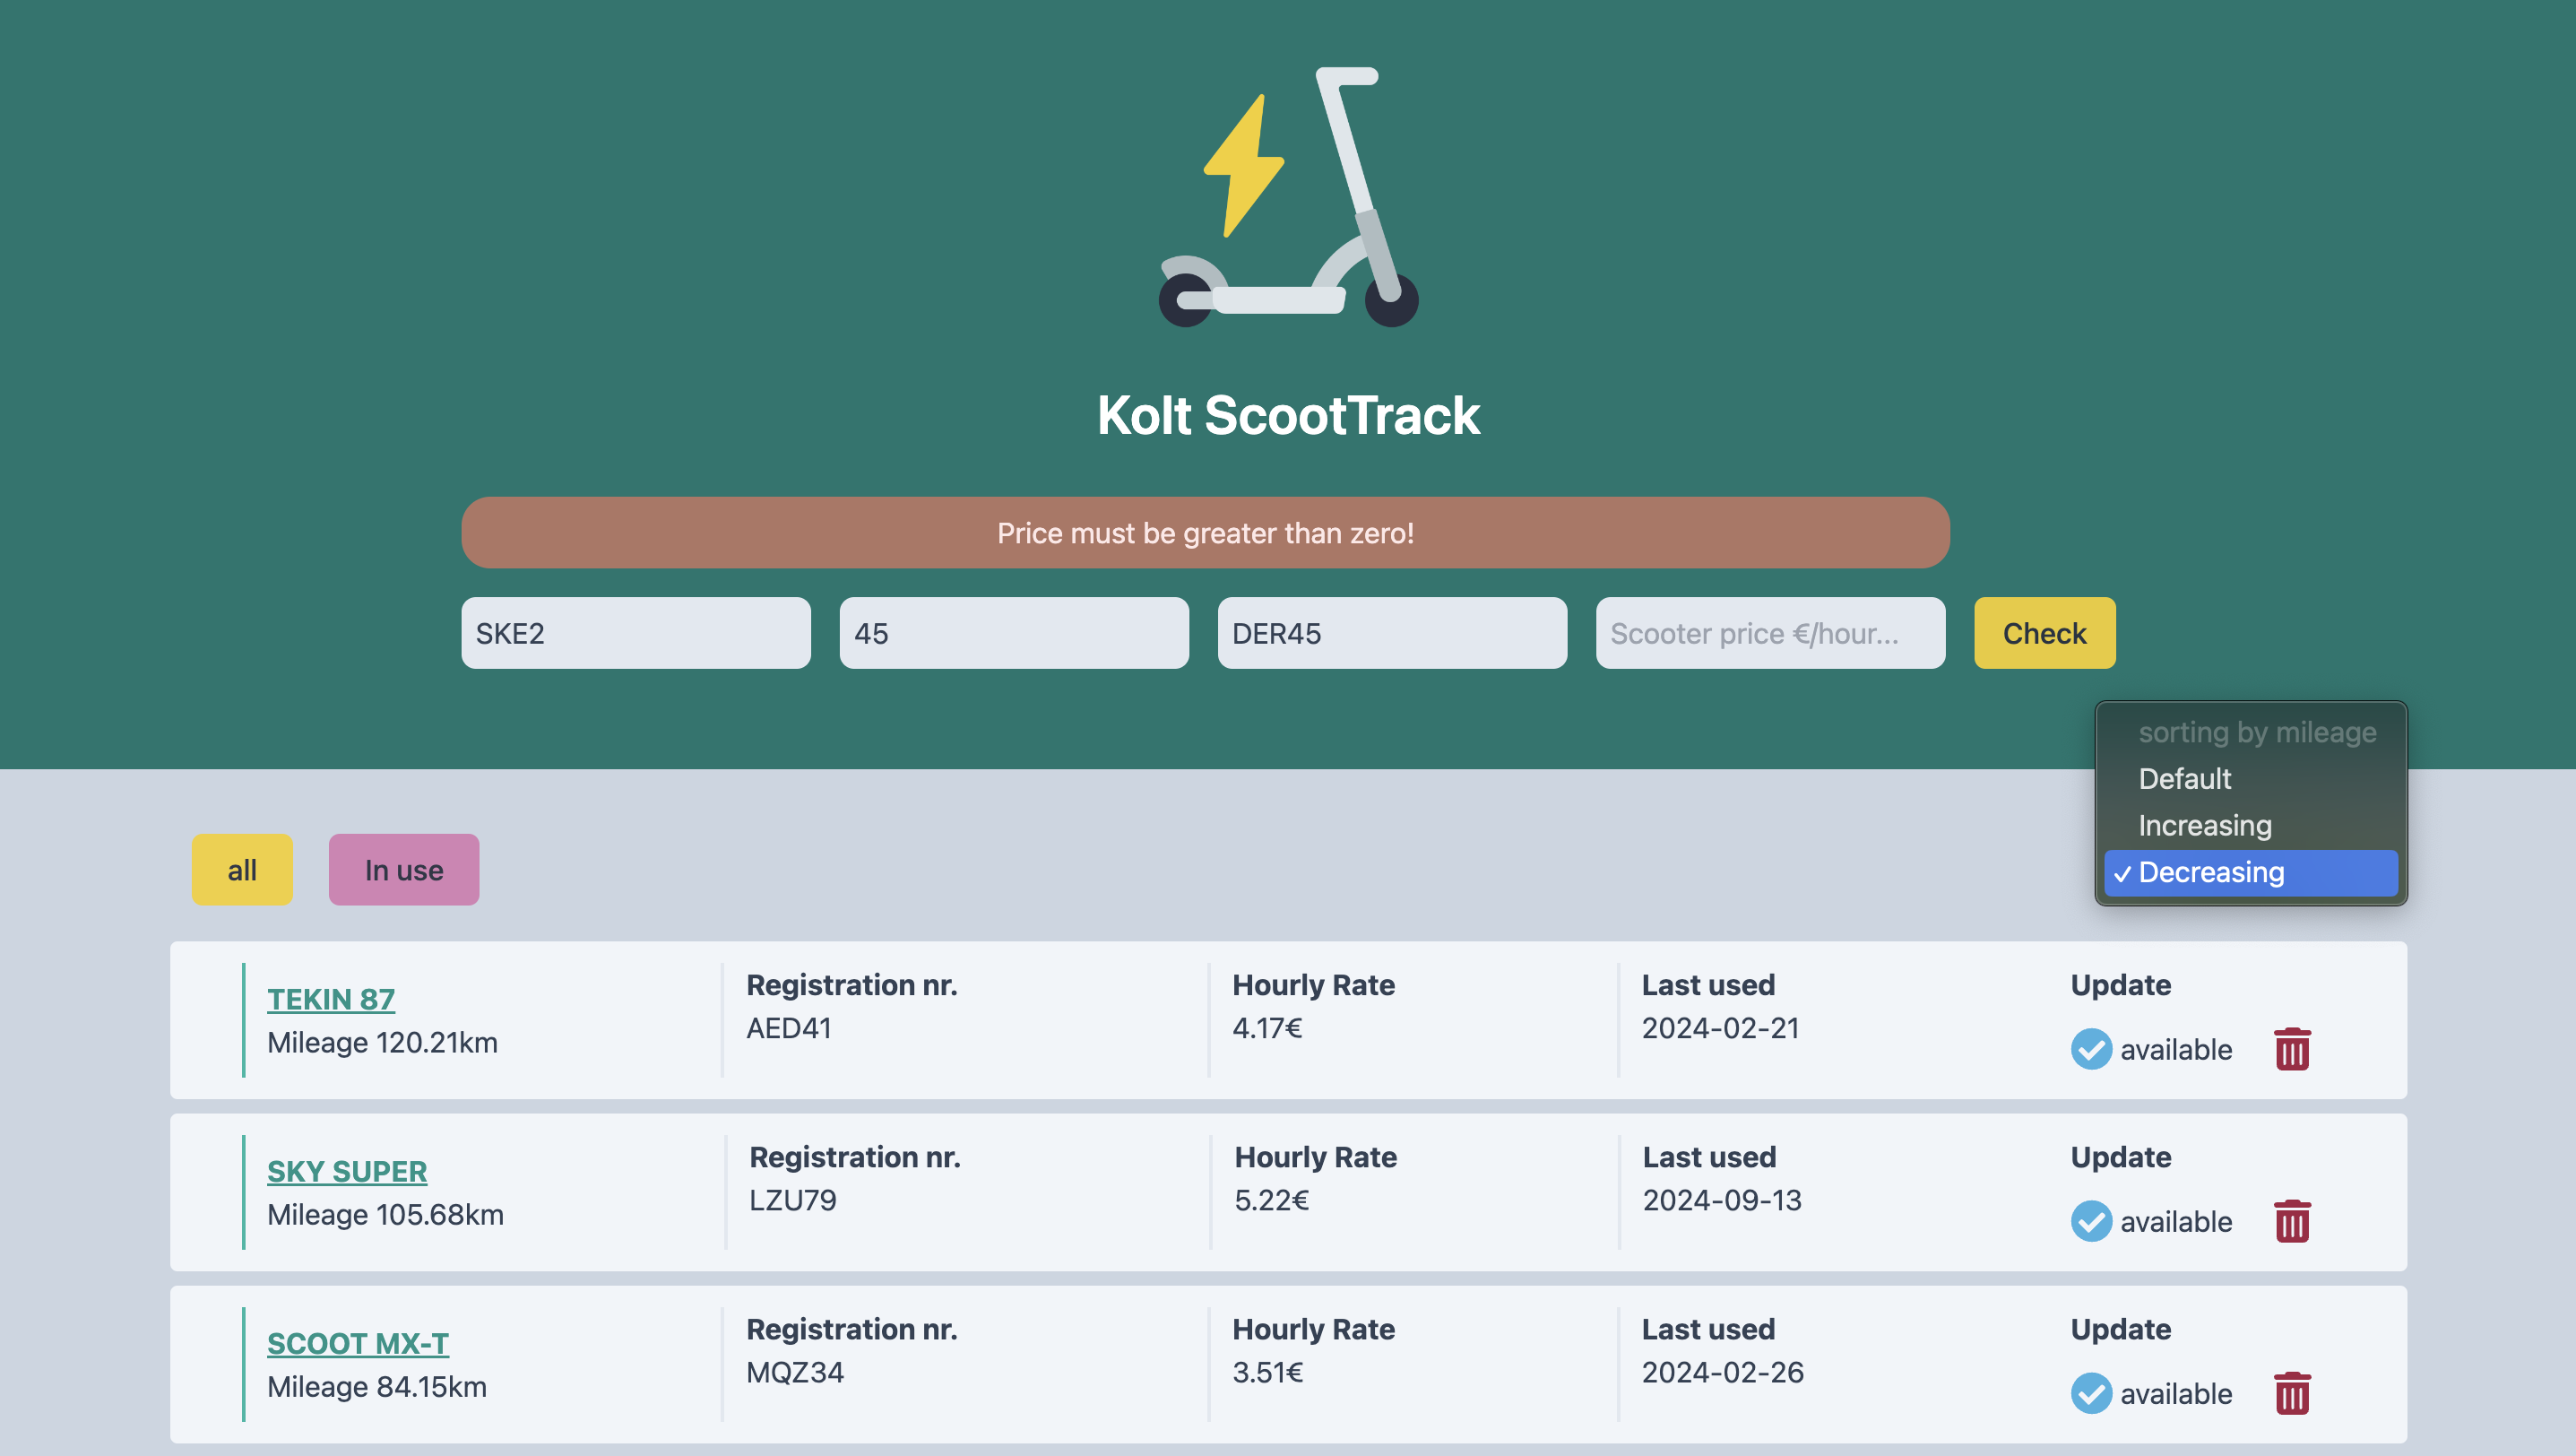 Kolt ScootTrack
Price must be greater than zero!
SKE2
45
DER45
Scooter price €/hour...
Check
sorting by mileage
Default
Increasing
✓ Decreasing
all
In use
TEKIN 87
Mileage 120.21km
Registration nr.
AED41
Hourly Rate
4.17€
Last used
2024-02-21
Update
available
SKY SUPER
Mileage 105.68km
Registration nr.
LZU79
Hourly Rate
5.22€
Last used
2024-09-13
Update
available
SCOOT MX-T
Mileage 84.15km
Registration nr.
MQZ34
Hourly Rate
3.51€
Last used
2024-02-26
Update
available